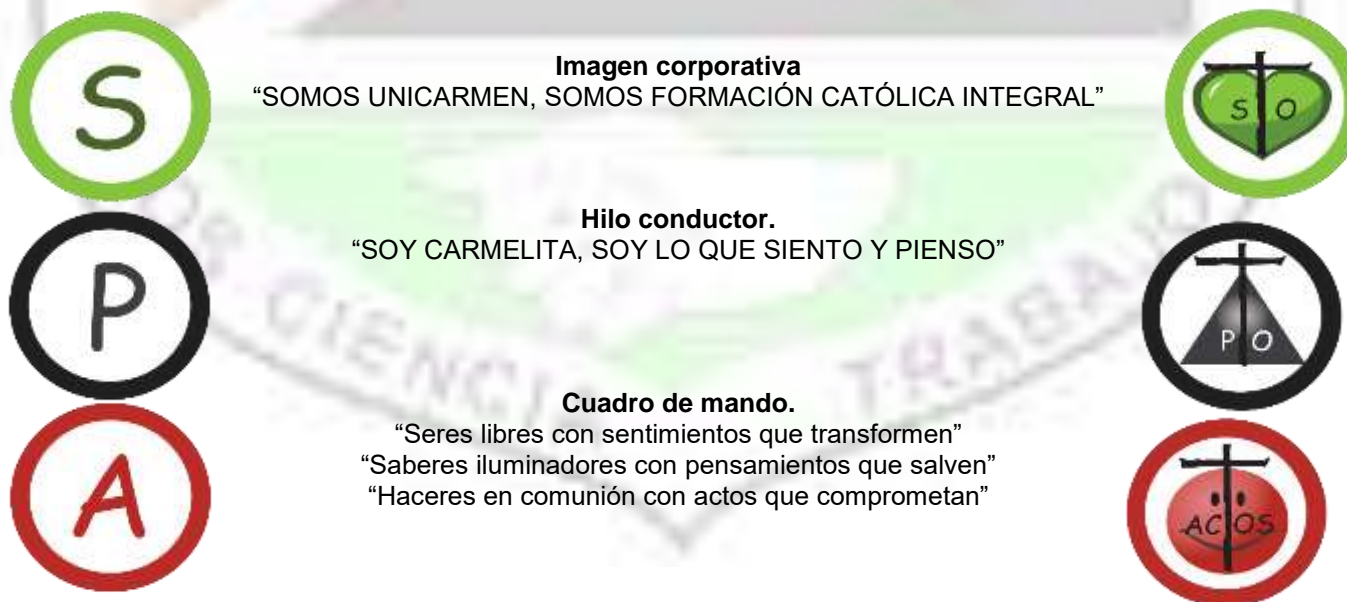 S
Imagen corporativa
“SOMOS UNICARMEN, SOMOS FORMACIÓN CATÓLICA INTEGRAL”
S O
P
Hilo conductor.
“SOY CARMELITA, SOY LO QUE SIENTO Y PIENSO”
P O
A
Cuadro de mando.
“Seres libres con sentimientos que transformen”
“Saberes iluminadores con pensamientos que salven”
“Haceres en comunión con actos que comprometan”
ACTOS
CIENCIA
TRABAJO